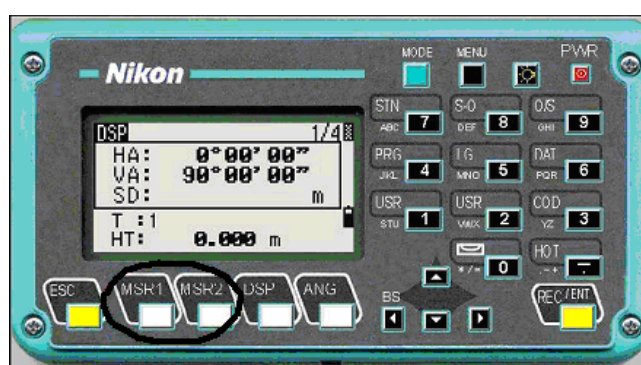 MODE MENU PWR
Nikon
DSP 1/4
HA: 0°00'00"
VA: 90°00'00"
SD: m
T :1
HT: 0.000 m
STN S-O O/S
ABC 7 DEF 8 GHI 9
PRG LG DAT
JKL 4 MNO 5 PQR 6
USR USR COD
STU 1 VWX 2 YZ 3
HOT
*/= 0 .-+
ESC MSR1 MSR2 DSP ANG
BS
REC/ENT